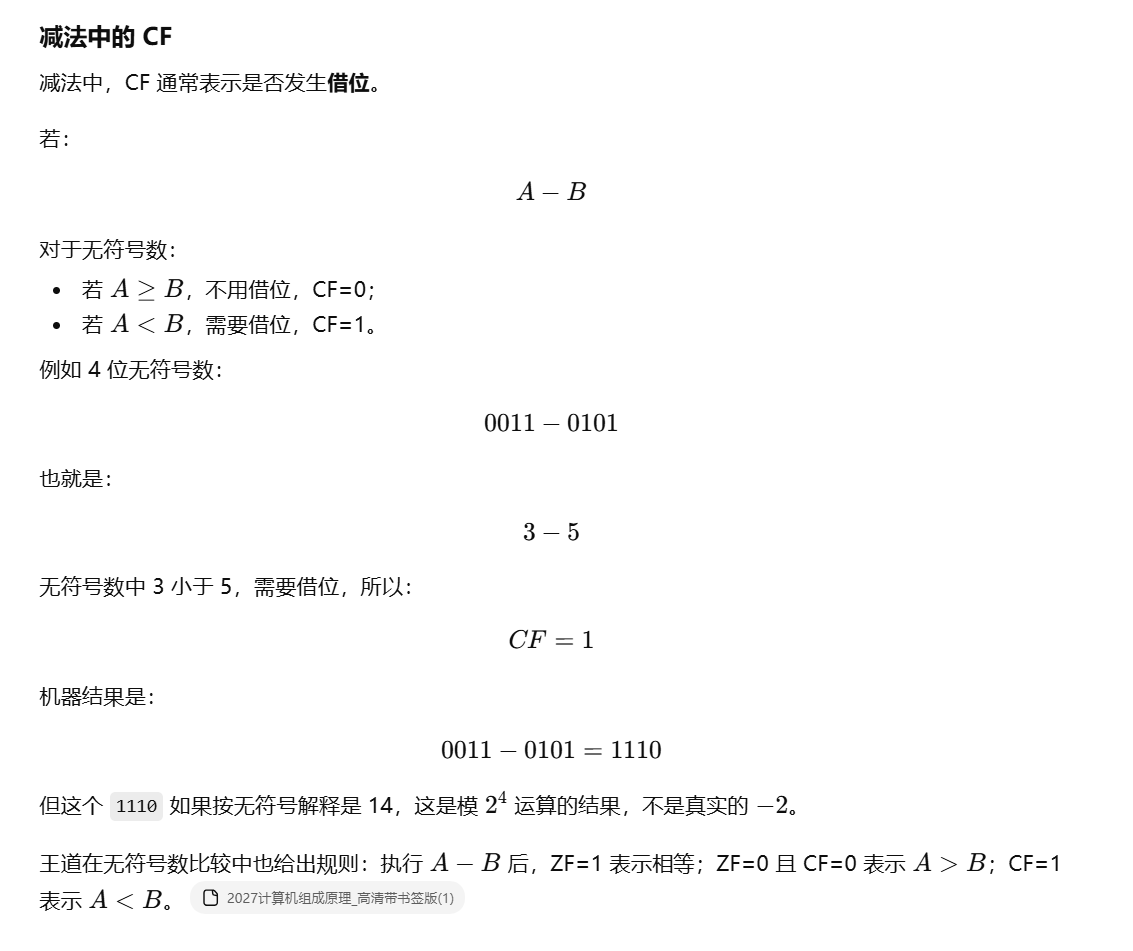 减法中的 CF
减法中，CF 通常表示是否发生借位。
若：
A − B
对于无符号数：
• 若 A ≥ B，不用借位，CF=0；
• 若 A < B，需要借位，CF=1。
例如 4 位无符号数：
0011 − 0101
也就是：
3 − 5
无符号数中 3 小于 5，需要借位，所以：
CF = 1
机器结果是：
0011 − 0101 = 1110
但这个 1110 如果按无符号解释是 14，这是模 2⁴ 运算的结果，不是真实的 −2。
王道在无符号数比较中也给出规则：执行 A − B 后，ZF=1 表示相等；ZF=0 且 CF=0 表示 A > B；CF=1
表示 A < B。 2027计算机组成原理_高清带书签版(1)